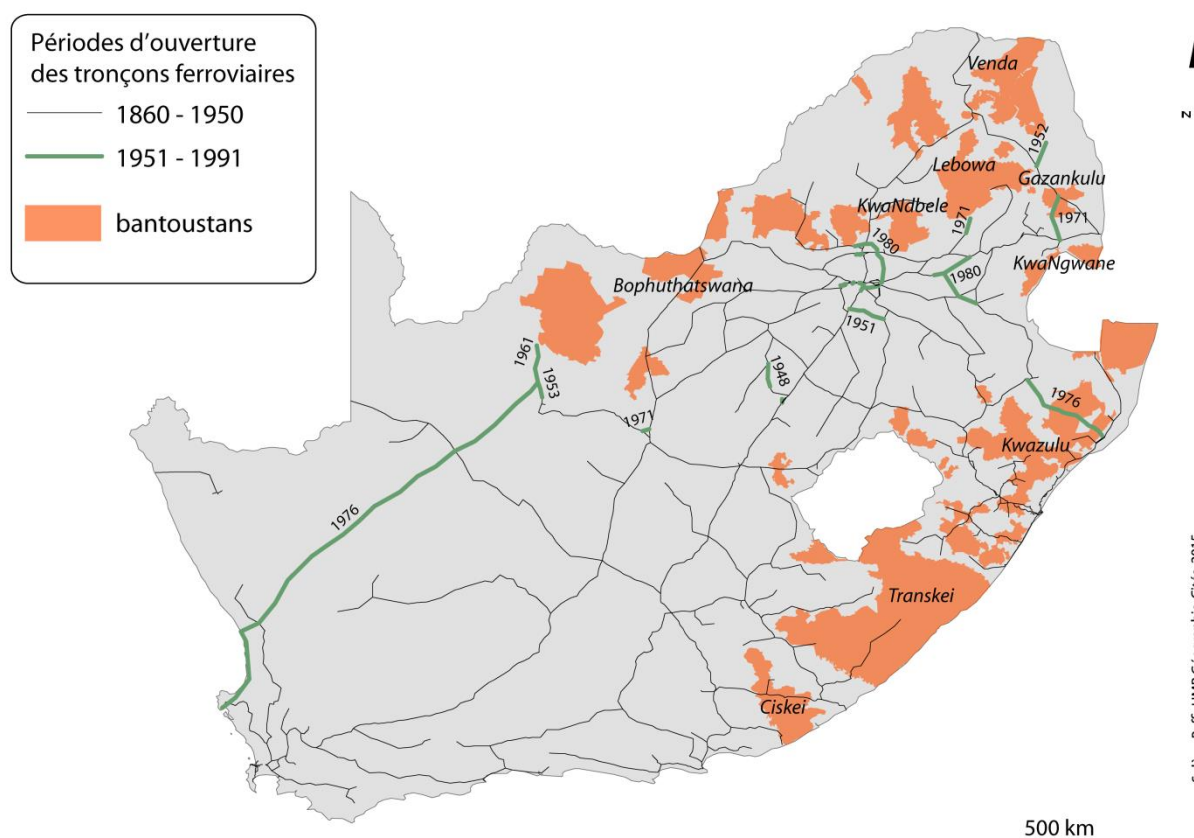 Périodes d'ouverture
des tronçons ferroviaires
1860 - 1950
1951 - 1991
bantoustans
Venda
1952
Lebowa
Gazankulu
KwaNdbele
1971
1971
1980
KwaNgwane
1980
Bophuthatswana
1951
1961
1953
1948
1971
1976
Kwazulu
1976
Transkei
Ciskei
500 km
Z